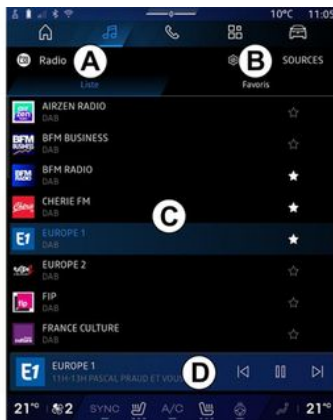 10°C 11:09
Radio A B SOURCES
Liste Favoris
AIRZEN RADIO
DAB
BFM BUSINESS
DAB
BFM RADIO
DAB
CHERIE FM
DAB
C
EUROPE 1
DAB
EUROPE 2
DAB
FIP
DAB
FRANCE CULTURE
DAB
E1 EUROPE 1
11H-13H PASCAL PRAUD ET VOUS D
21°C 2 SYNC A/C 21°C